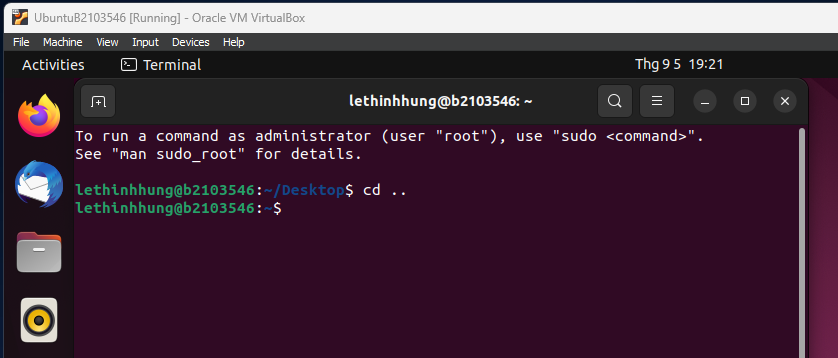 UbuntuB2103546 [Running] - Oracle VM VirtualBox
File Machine View Input Devices Help
Activities Terminal Thg 9 5 19:21
lethinhhung@b2103546: ~
To run a command as administrator (user "root"), use "sudo <command>".
See "man sudo_root" for details.
lethinhhung@b2103546:~/Desktop$ cd ..
lethinhhung@b2103546:~$